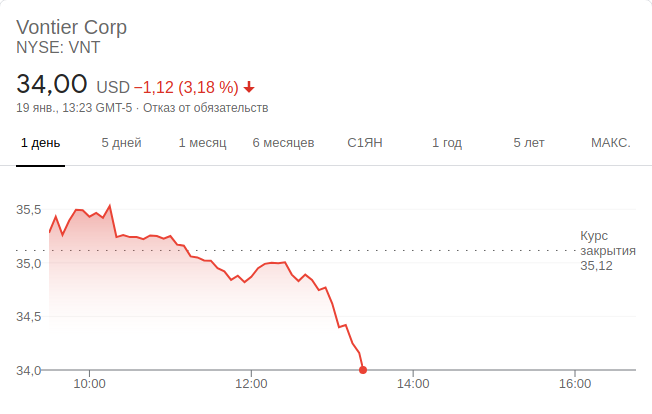 Vontier Corp
NYSE: VNT
34,00 USD −1,12 (3,18 %) ↓
19 янв., 13:23 GMT-5 · Отказ от обязательств
1 день 5 дней 1 месяц 6 месяцев С1ЯН 1 год 5 лет МАКС.
35,5
35,0
34,5
34,0
Курс
закрытия
35,12
10:00 12:00 14:00 16:00